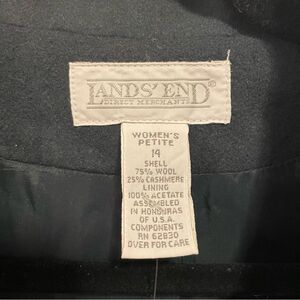 LANDS' END
DIRECT MERCHANTS
WOMEN'S
PETITE
14
SHELL
75% WOOL
25% CASHMERE
LINING
100% ACETATE
ASSEMBLED
IN HONDURAS
OF U.S.A.
COMPONENTS
RN 62830
OVER FOR CARE